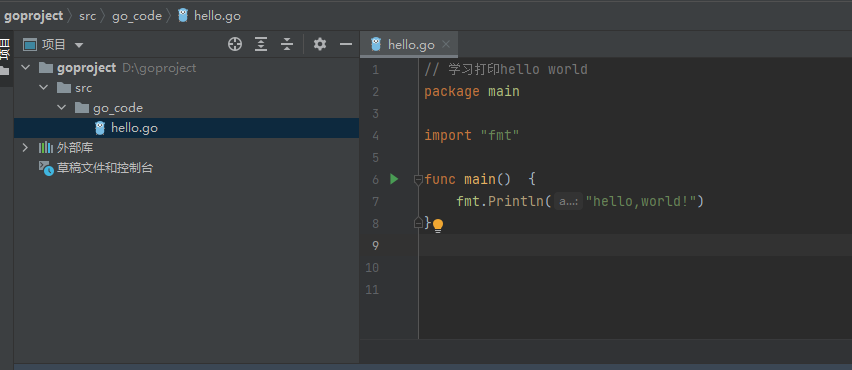 goproject > src > go_code > hello.go
项目
项目
hello.go
goproject D:\goproject
src
go_code
hello.go
外部库
草稿文件和控制台
1 // 学习打印hello world
2 package main
3
4 import "fmt"
5
6 func main()  {
7     fmt.Println( a…: "hello,world!")
8 }
9
10
11